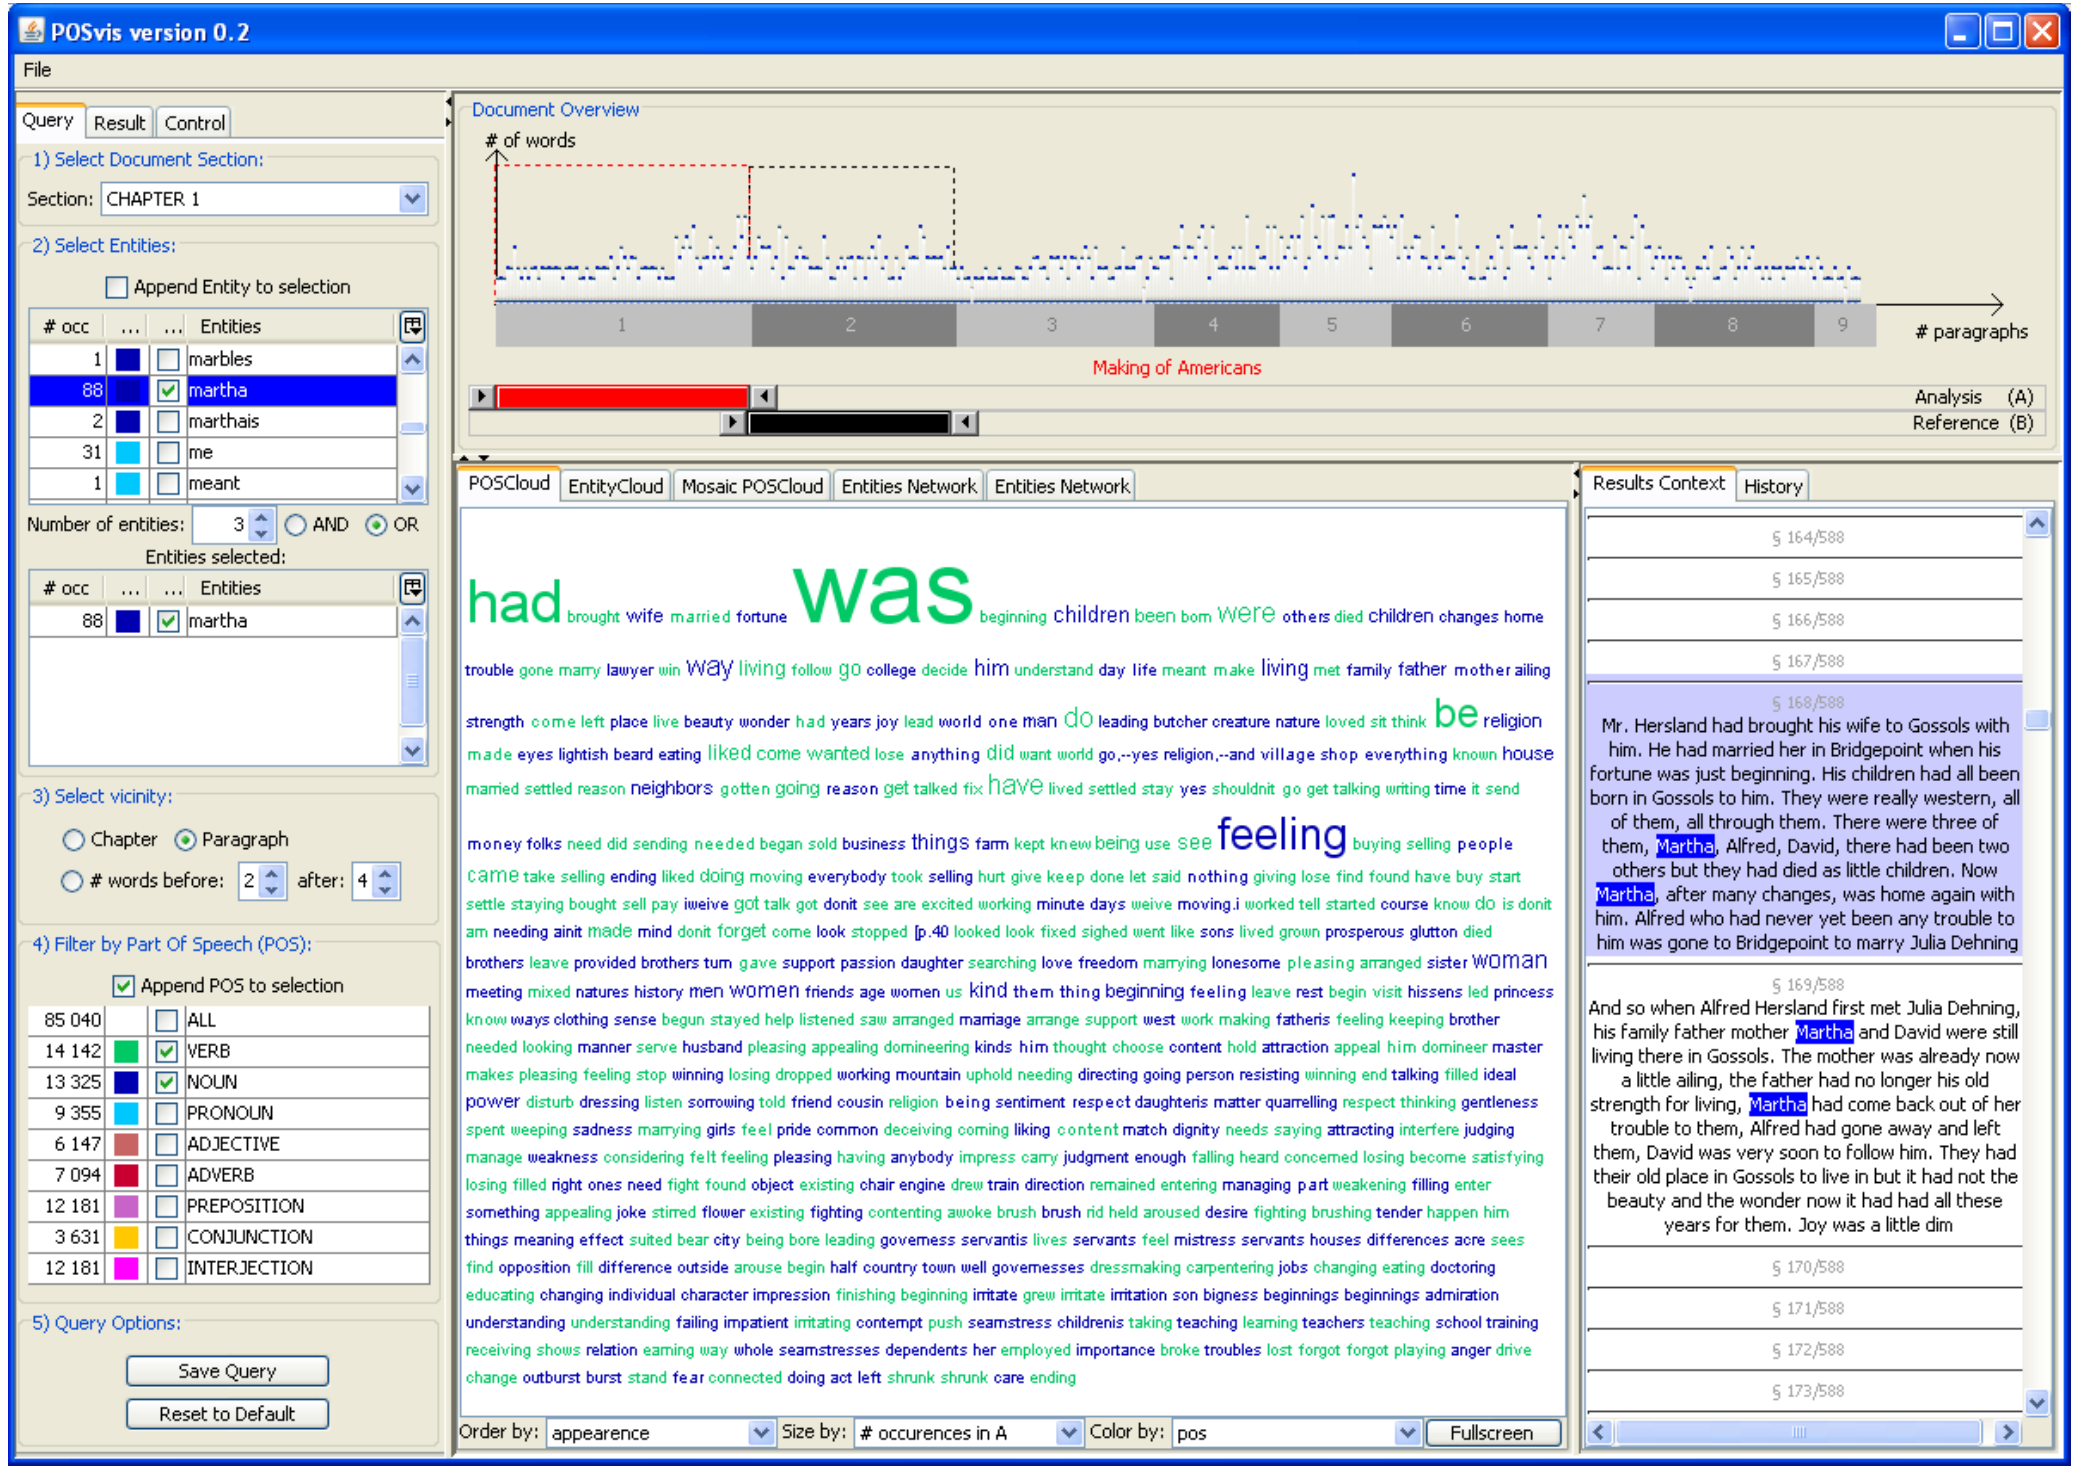 POSvis version 0.2
File
Query Result Control
1) Select Document Section:
Section: CHAPTER 1
2) Select Entities:
Append Entity to selection
# occ ... ... Entities
1 marbles
88 martha
2 marthais
31 me
1 meant
Number of entities: 3 AND OR
Entities selected:
# occ ... ... Entities
88 martha
3) Select vicinity:
Chapter Paragraph
# words before: 2 after: 4
4) Filter by Part Of Speech (POS):
Append POS to selection
85 040 ALL
14 142 VERB
13 325 NOUN
9 355 PRONOUN
6 147 ADJECTIVE
7 094 ADVERB
12 181 PREPOSITION
3 631 CONJUNCTION
12 181 INTERJECTION
5) Query Options:
Save Query
Reset to Default
Document Overview
# of words
1 2 3 4 5 6 7 8 9
# paragraphs
Making of Americans
Analysis (A)
Reference (B)
POSCloud EntityCloud Mosaic POSCloud Entities Network Entities Network
had brought wife married fortune was beginning children been born were others died children changes home
trouble gone marry lawyer win way living follow go college decide him understand day life meant make living met family father mother ailing
strength come left place live beauty wonder had years joy lead world one man do leading butcher creature nature loved sit think be religion
made eyes lightish beard eating liked come wanted lose anything did want world go,--yes religion,--and village shop everything known house
married settled reason neighbors gotten going reason get talked fix have lived settled stay yes shouldnit go get talking writing time it send
money folks need did sending needed began sold business things farm kept knew being use see feeling buying selling people
came take selling ending liked doing moving everybody took selling hurt give keep done let said nothing giving lose find found have buy start
settle staying bought sell pay iweive got talk got donit see are excited working minute days weive moving.i worked tell started course know do is donit
am needing ainit made mind donit forget come look stopped [p.40 looked look fixed sighed went like sons lived grown prosperous glutton died
brothers leave provided brothers turn gave support passion daughter searching love freedom marrying lonesome pleasing arranged sister woman
meeting mixed natures history men women friends age women us kind them thing beginning feeling leave rest begin visit hissens led princess
know ways clothing sense begun stayed help listened saw arranged marriage arrange support west work making fatheris feeling keeping brother
needed looking manner serve husband pleasing appealing domineering kinds him thought choose content hold attraction appeal him domineer master
makes pleasing feeling stop winning losing dropped working mountain uphold needing directing going person resisting winning end talking filled ideal
power disturb dressing listen sorrowing told friend cousin religion being sentiment respect daughteris matter quarrelling respect thinking gentleness
spent weeping sadness marrying girls feel pride common deceiving coming liking content match dignity needs saying attracting interfere judging
manage weakness considering felt feeling pleasing having anybody impress carry judgment enough falling heard concerned losing become satisfying
losing filled right ones need fight found object existing chair engine drew train direction remained entering managing part weakening filling enter
something appealing joke stirred flower existing fighting contenting awoke brush brush rid held aroused desire fighting brushing tender happen him
things meaning effect suited bear city being bore leading governess servantis lives servants feel mistress servants houses differences acre sees
find opposition fill difference outside arouse begin half country town well governesses dressmaking carpentering jobs changing eating doctoring
educating changing individual character impression finishing beginning irritate grew irritate irritation son bigness beginnings beginnings admiration
understanding understanding failing impatient irritating contempt push seamstress childrenis taking teaching learning teachers teaching school training
receiving shows relation earning way whole seamstresses dependents her employed importance broke troubles lost forgot forgot playing anger drive
change outburst burst stand fear connected doing act left shrunk shrunk care ending
Order by: appearence Size by: # occurences in A Color by: pos Fullscreen
Results Context History
§ 164/588
§ 165/588
§ 166/588
§ 167/588
§ 168/588
Mr. Hersland had brought his wife to Gossols with
him. He had married her in Bridgepoint when his
fortune was just beginning. His children had all been
born in Gossols to him. They were really western, all
of them, all through them. There were three of
them, Martha, Alfred, David, there had been two
others but they had died as little children. Now
Martha, after many changes, was home again with
him. Alfred who had never yet been any trouble to
him was gone to Bridgepoint to marry Julia Dehning
§ 169/588
And so when Alfred Hersland first met Julia Dehning,
his family father mother Martha and David were still
living there in Gossols. The mother was already now
a little ailing, the father had no longer his old
strength for living, Martha had come back out of her
trouble to them, Alfred had gone away and left
them, David was very soon to follow him. They had
their old place in Gossols to live in but it had not the
beauty and the wonder now it had had all these
years for them. Joy was a little dim
§ 170/588
§ 171/588
§ 172/588
§ 173/588